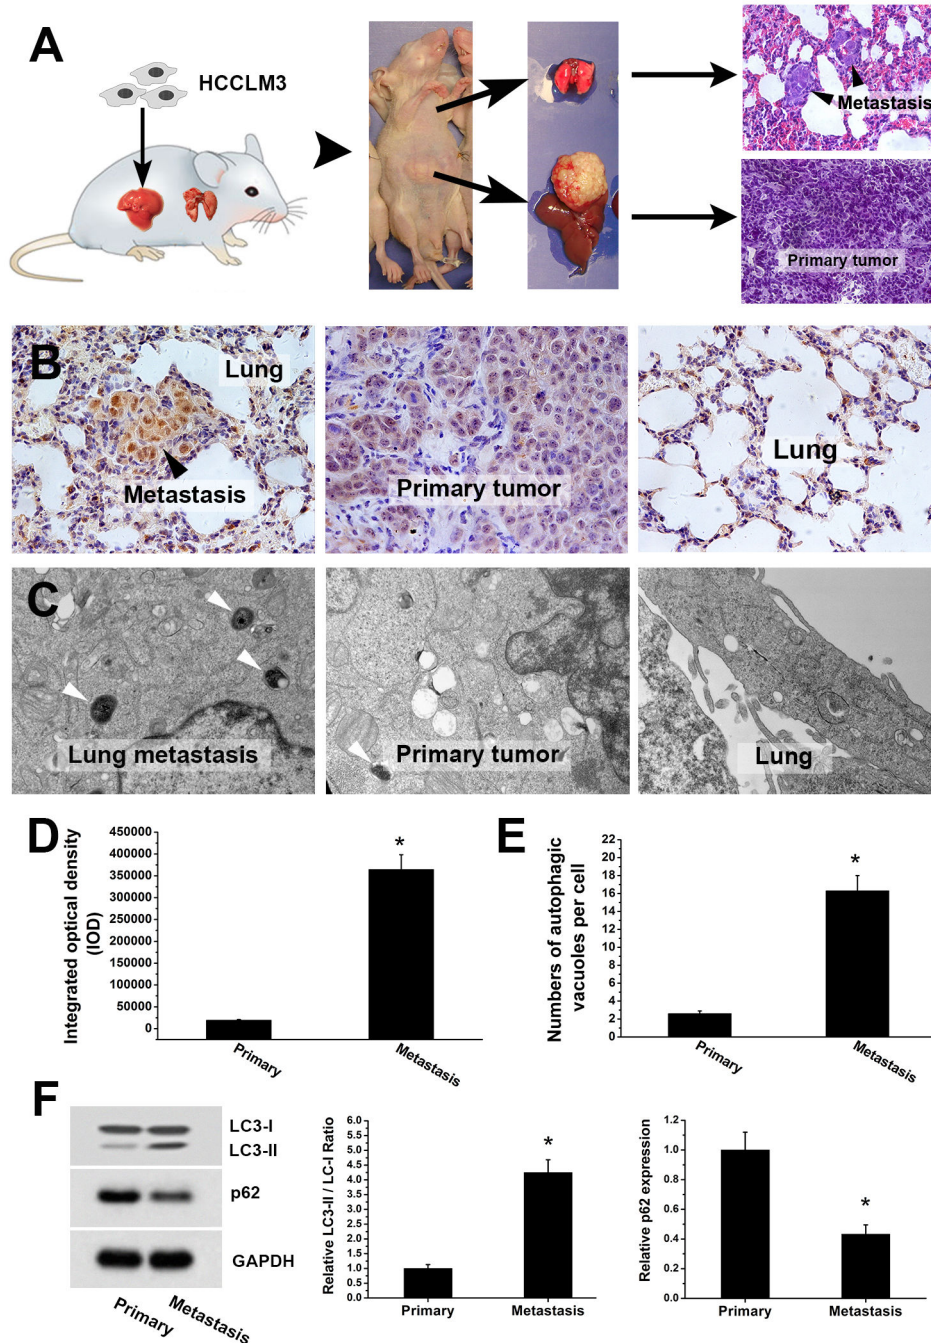 A
HCCLM3
Metastasis
Primary tumor
B
Lung
Metastasis
Primary tumor
Lung
C
Lung metastasis
Primary tumor
Lung
D
Integrated optical density
(IOD)
450000
400000
350000
300000
250000
200000
150000
100000
50000
0
*
Primary
Metastasis
E
Numbers of autophagic
vacuoles per cell
22
20
18
16
14
12
10
8
6
4
2
0
*
Primary
Metastasis
F
LC3-I
LC3-II
p62
GAPDH
Primary
Metastasis
Relative LC3-II / LC-I Ratio
6.0
5.5
5.0
4.5
4.0
3.5
3.0
2.5
2.0
1.5
1.0
0.5
0.0
*
Primary
Metastasis
Relative p62 expression
1.2
1.0
0.8
0.6
0.4
0.2
0.0
*
Primary
Metastasis